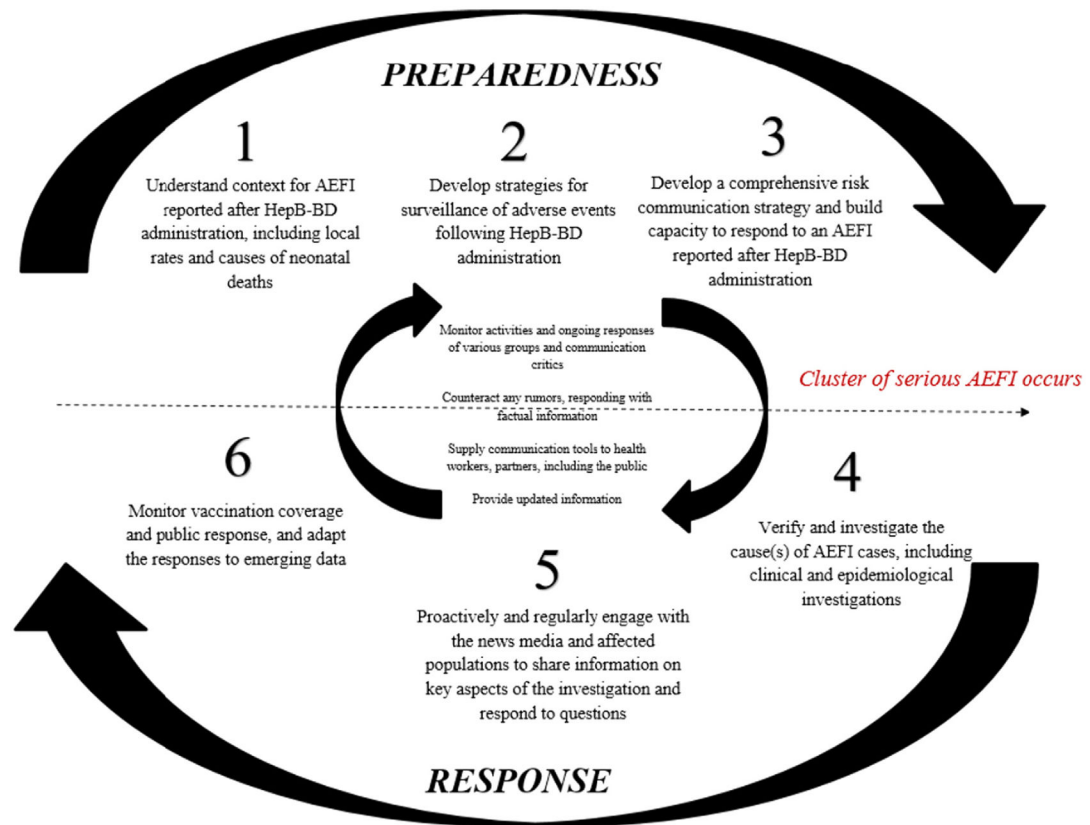 PREPAREDNESS
1
Understand context for AEFI
reported after HepB-BD
administration, including local
rates and causes of neonatal
deaths
2
Develop strategies for
surveillance of adverse events
following HepB-BD
administration
3
Develop a comprehensive risk
communication strategy and build
capacity to respond to an AEFI
reported after HepB-BD
administration
Monitor activities and ongoing responses
of various groups and communication
critics
Counteract any rumors, responding with
factual information
Supply communication tools to health
workers, partners, including the public
Provide updated information
Cluster of serious AEFI occurs
4
Verify and investigate the
cause(s) of AEFI cases, including
clinical and epidemiological
investigations
5
Proactively and regularly engage with
the news media and affected
populations to share information on
key aspects of the investigation and
respond to questions
6
Monitor vaccination coverage
and public response, and adapt
the responses to emerging data
RESPONSE